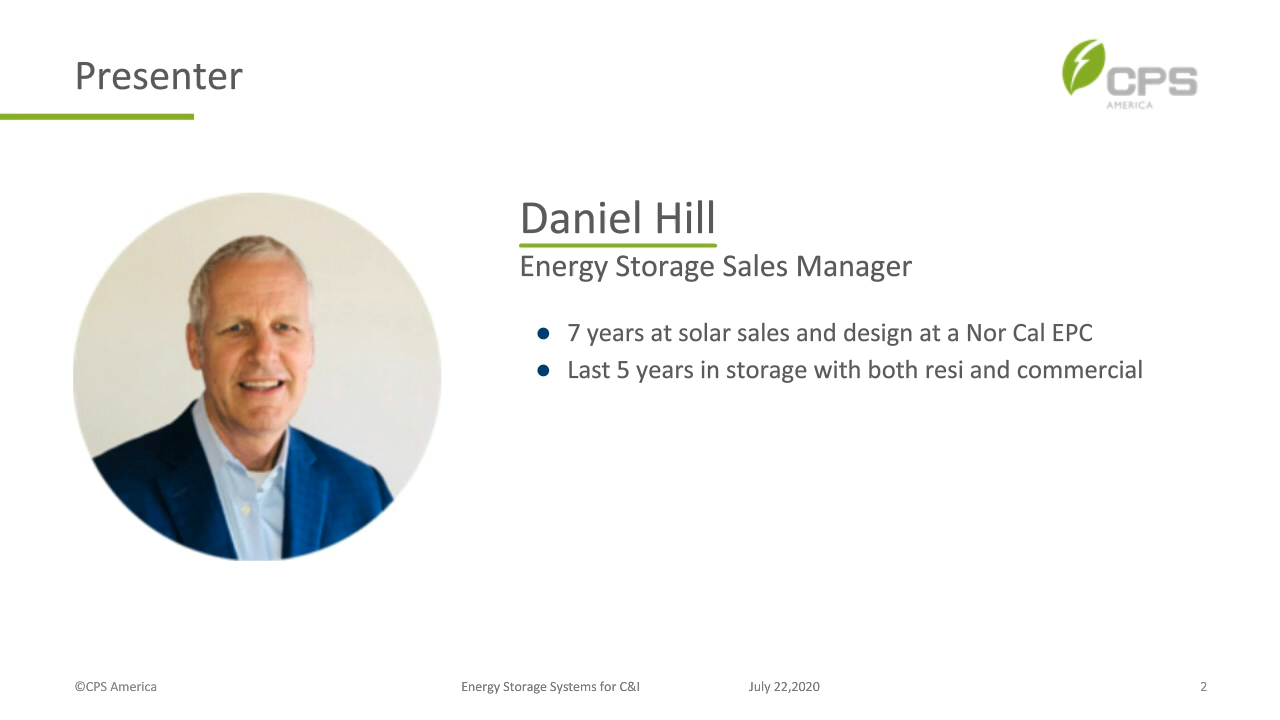 Presenter
CPS
AMERICA
Daniel Hill
Energy Storage Sales Manager
● 7 years at solar sales and design at a Nor Cal EPC
● Last 5 years in storage with both resi and commercial
©CPS America
Energy Storage Systems for C&I
July 22,2020
2